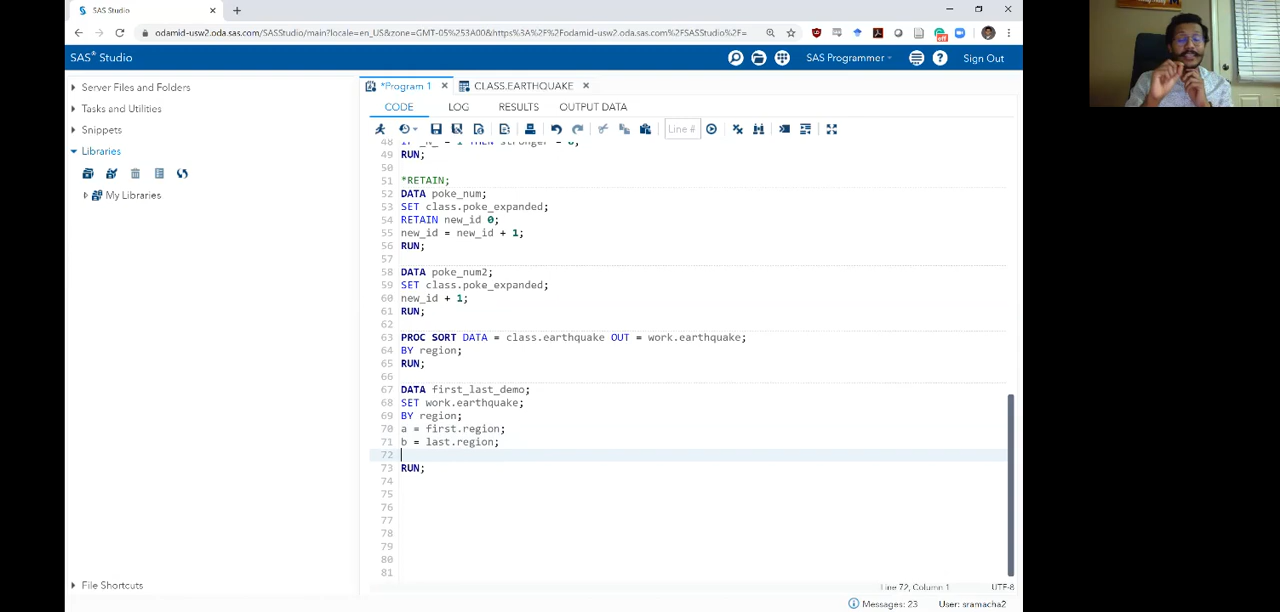 SAS Studio
odamid-usw2.oda.sas.com/SASStudio/main?locale=en_US&zone=GMT-05%253A00&https%3A%2F%2Fodamid-usw2.oda.sas.com%2FSASStudio%2F=
SAS® Studio
SAS Programmer
Sign Out
Server Files and Folders
Tasks and Utilities
Snippets
Libraries
My Libraries
File Shortcuts
*Program 1
CLASS.EARTHQUAKE
CODE LOG RESULTS OUTPUT DATA
Line #
48 IF _N_ = 1 THEN stronger = 0;
49 RUN;
50
51 *RETAIN;
52 DATA poke_num;
53 SET class.poke_expanded;
54 RETAIN new_id 0;
55 new_id = new_id + 1;
56 RUN;
57
58 DATA poke_num2;
59 SET class.poke_expanded;
60 new_id + 1;
61 RUN;
62
63 PROC SORT DATA = class.earthquake OUT = work.earthquake;
64 BY region;
65 RUN;
66
67 DATA first_last_demo;
68 SET work.earthquake;
69 BY region;
70 a = first.region;
71 b = last.region;
72
73 RUN;
74
75
76
77
78
79
80
81
Line 72, Column 1
UTF-8
Messages: 23
User: sramacha2